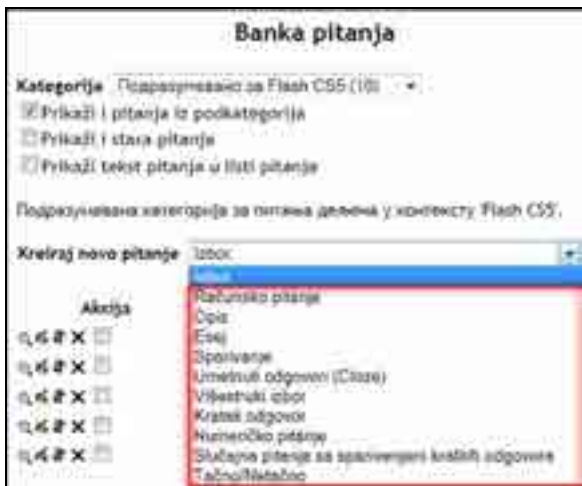 Banka pitanja
Kategorija Подразумевано за Flash CS5 (10)
Prikaži i pitanja iz podkategorija
Prikaži i stara pitanja
Prikaži tekst pitanja u listi pitanja
Подразумевана категорија за питања дељена у контексту 'Flash CS5'.
Kreiraj novo pitanje Izbor
Izbor
Računsko pitanje
Akcija
Opis
Esej
Sparivanje
Umetnuti odgovori (Cloze)
Višestruki izbor
Kratak odgovor
Numeričko pitanje
Slučajna pitanja sa sparivanjem kratkih odgovora
Tačno/Netačno